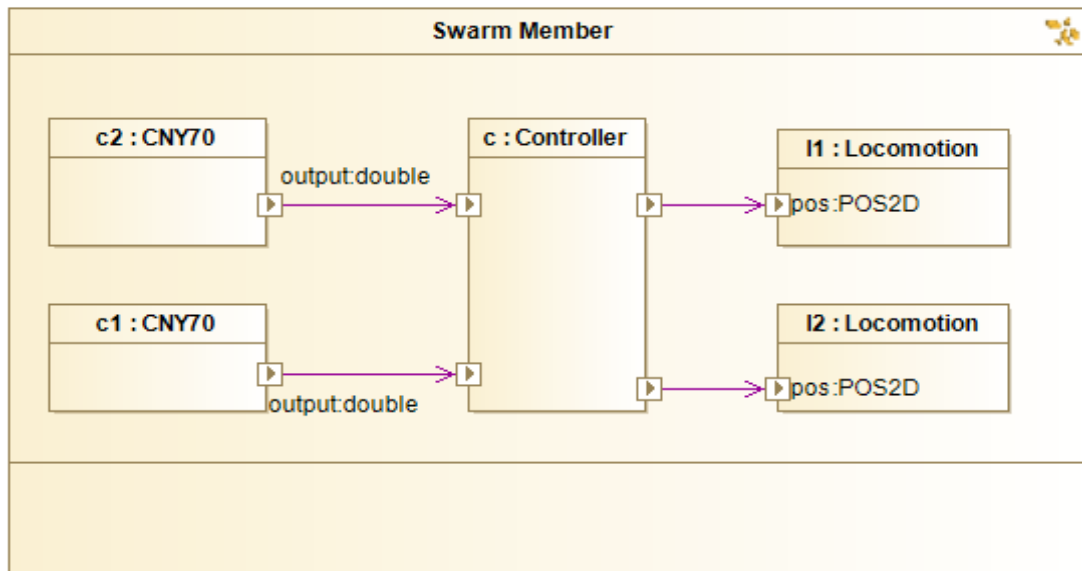 Swarm Member
c2 : CNY70
output:double
c : Controller
l1 : Locomotion
pos:POS2D
c1 : CNY70
output:double
l2 : Locomotion
pos:POS2D